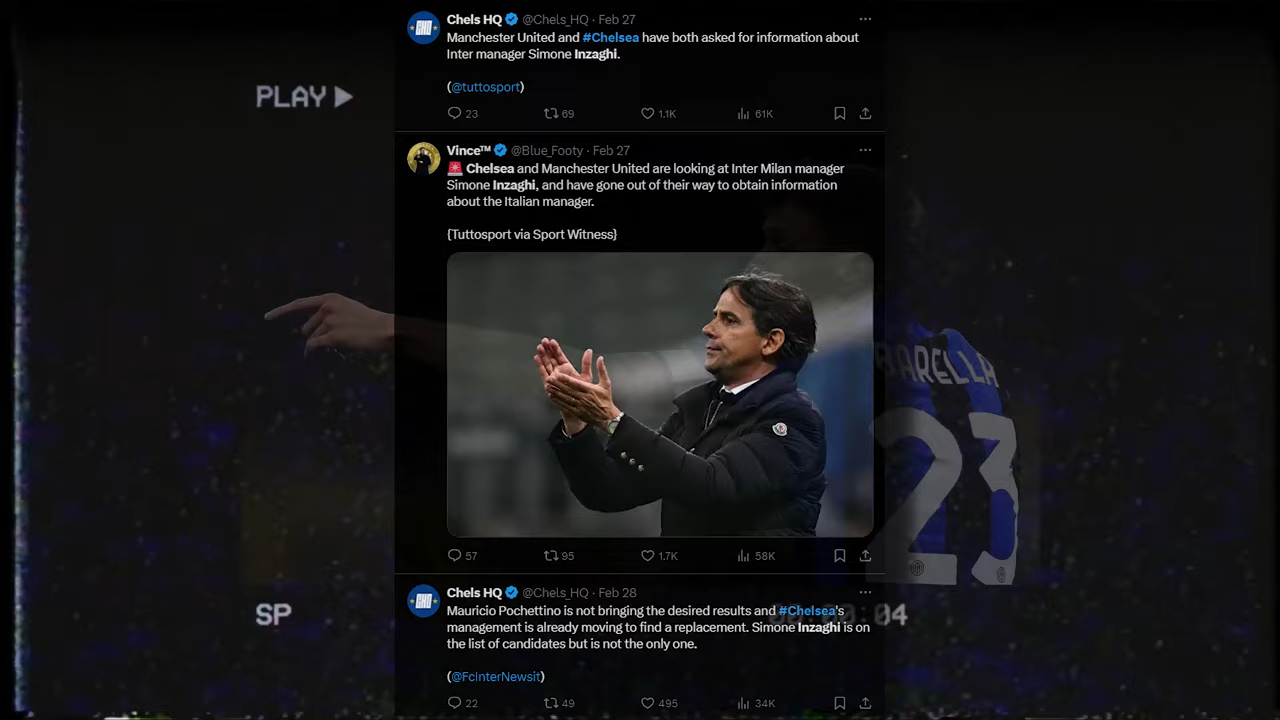 Chels HQ @Chels_HQ · Feb 27
Manchester United and #Chelsea have both asked for information about
Inter manager Simone Inzaghi.
(@tuttosport)
23 69 1.1K 61K
PLAY
Vince™ @Blue_Footy · Feb 27
🚨 Chelsea and Manchester United are looking at Inter Milan manager
Simone Inzaghi, and have gone out of their way to obtain information
about the Italian manager.
{Tuttosport via Sport Witness}
BARELLA
23
57 95 1.7K 58K
Chels HQ @Chels_HQ · Feb 28
Mauricio Pochettino is not bringing the desired results and #Chelsea's
management is already moving to find a replacement. Simone Inzaghi is on
the list of candidates but is not the only one.
(@FcInterNewsit)
22 49 495 34K
SP
00:00:04